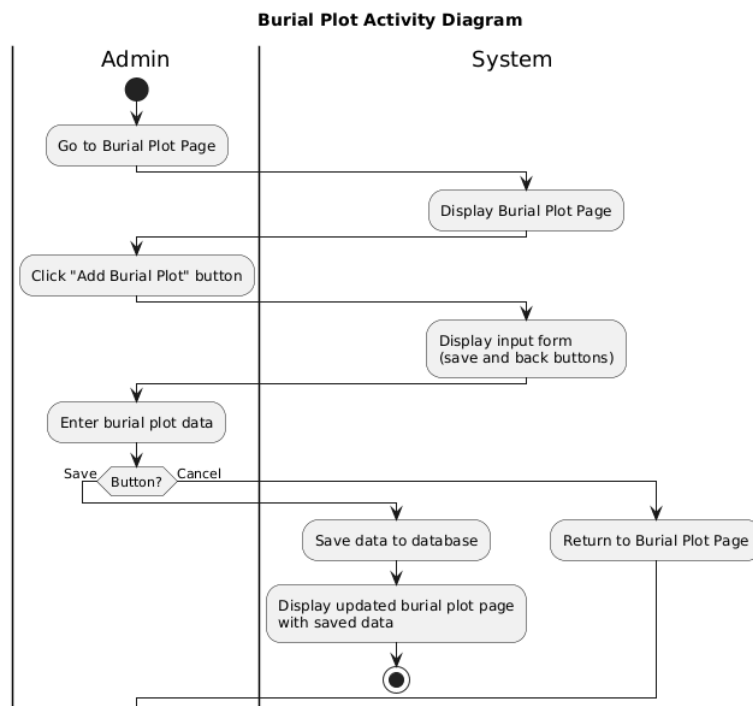 Burial Plot Activity Diagram
Admin
System
Go to Burial Plot Page
Display Burial Plot Page
Click "Add Burial Plot" button
Display input form
(save and back buttons)
Enter burial plot data
Save
Button?
Cancel
Save data to database
Return to Burial Plot Page
Display updated burial plot page
with saved data